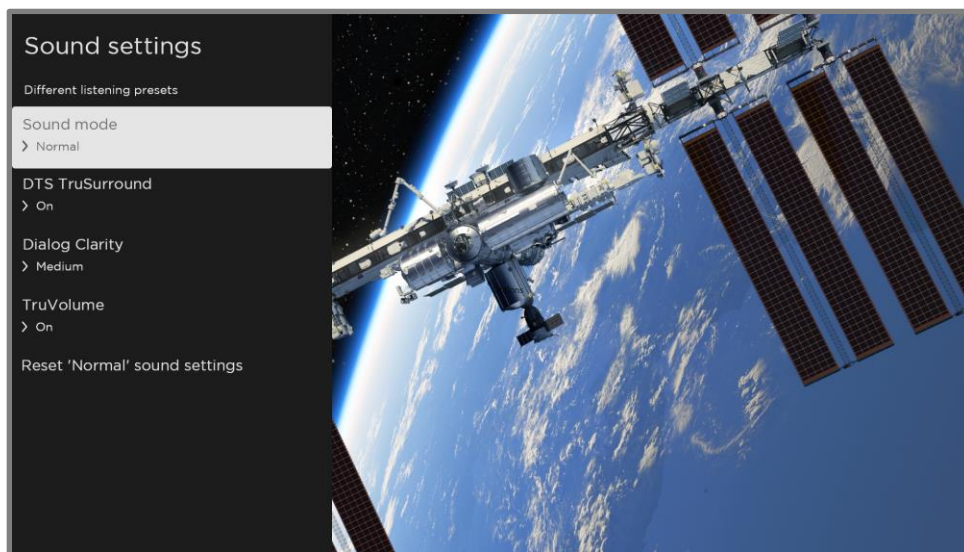 Sound settings
Different listening presets
Sound mode
Normal
DTS TruSurround
On
Dialog Clarity
Medium
TruVolume
On
Reset 'Normal' sound settings